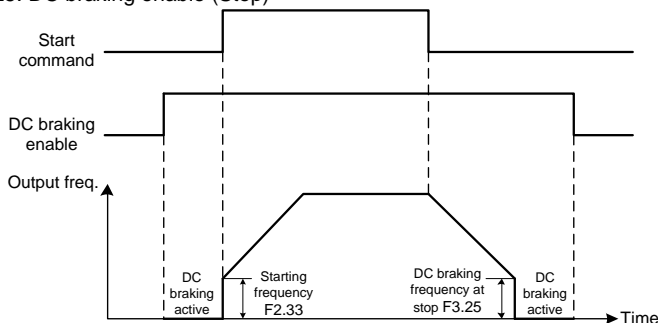 DC braking enable (Stop)
Start
command
DC braking
enable
Output freq.
DC
braking
active
Starting
frequency
F2.33
DC braking
frequency at
stop F3.25
DC
braking
active
Time